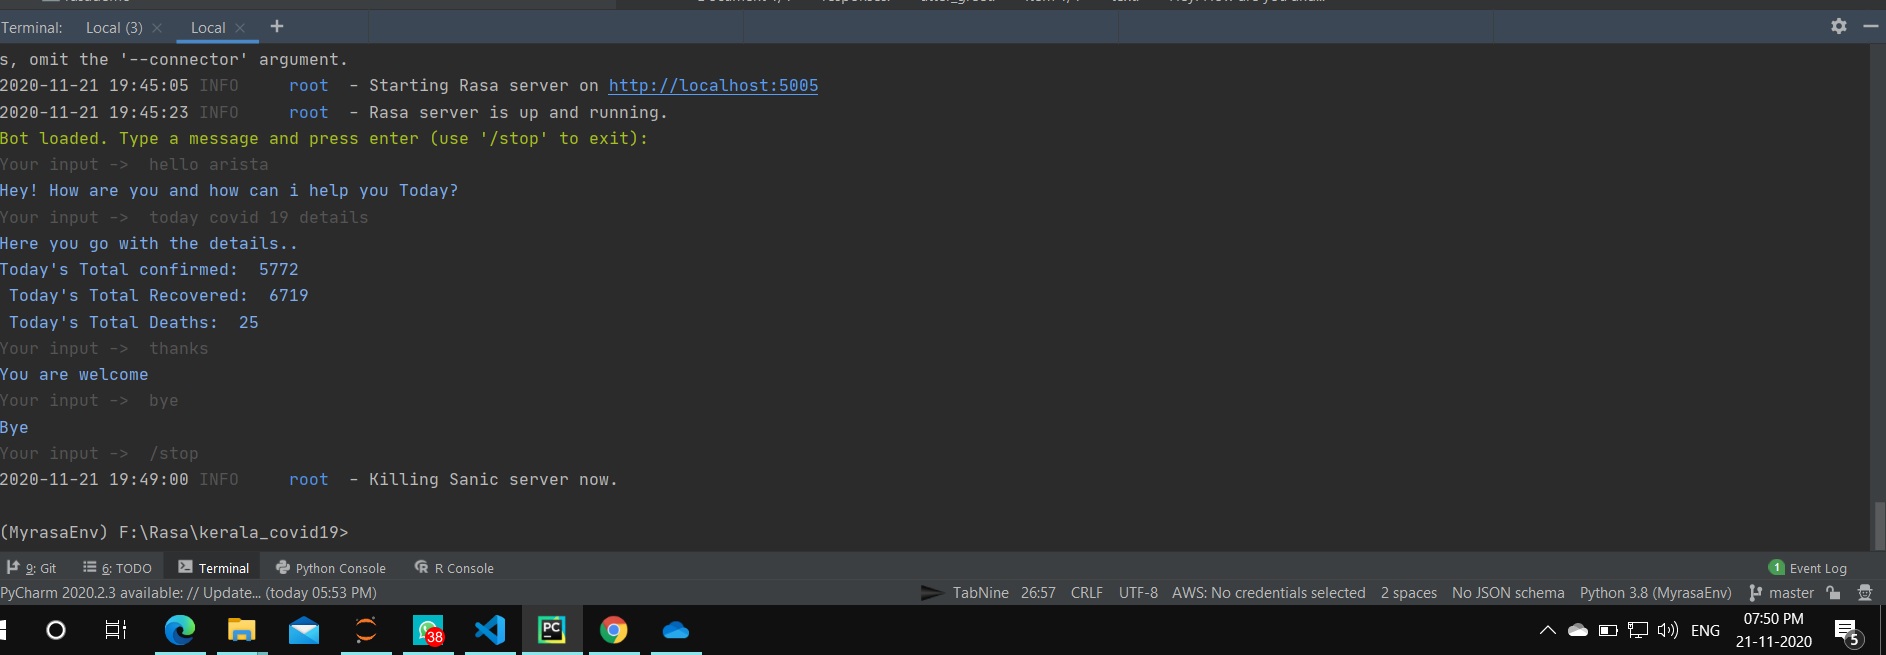 Terminal: Local (3) × Local × +
s, omit the '--connector' argument.
2020-11-21 19:45:05 INFO     root  - Starting Rasa server on http://localhost:5005
2020-11-21 19:45:23 INFO     root  - Rasa server is up and running.
Bot loaded. Type a message and press enter (use '/stop' to exit):
Your input ->  hello arista
Hey! How are you and how can i help you Today?
Your input ->  today covid 19 details
Here you go with the details..
Today's Total confirmed:  5772
 Today's Total Recovered:  6719
 Today's Total Deaths:  25
Your input ->  thanks
You are welcome
Your input ->  bye
Bye
Your input ->  /stop
2020-11-21 19:49:00 INFO     root  - Killing Sanic server now.
(MyrasaEnv) F:\Rasa\kerala_covid19>
9: Git 6: TODO Terminal Python Console R Console 1 Event Log
PyCharm 2020.2.3 available: // Update... (today 05:53 PM) TabNine 26:57 CRLF UTF-8 AWS: No credentials selected 2 spaces No JSON schema Python 3.8 (MyrasaEnv) master
PC 38 ENG 07:50 PM 5
21-11-2020